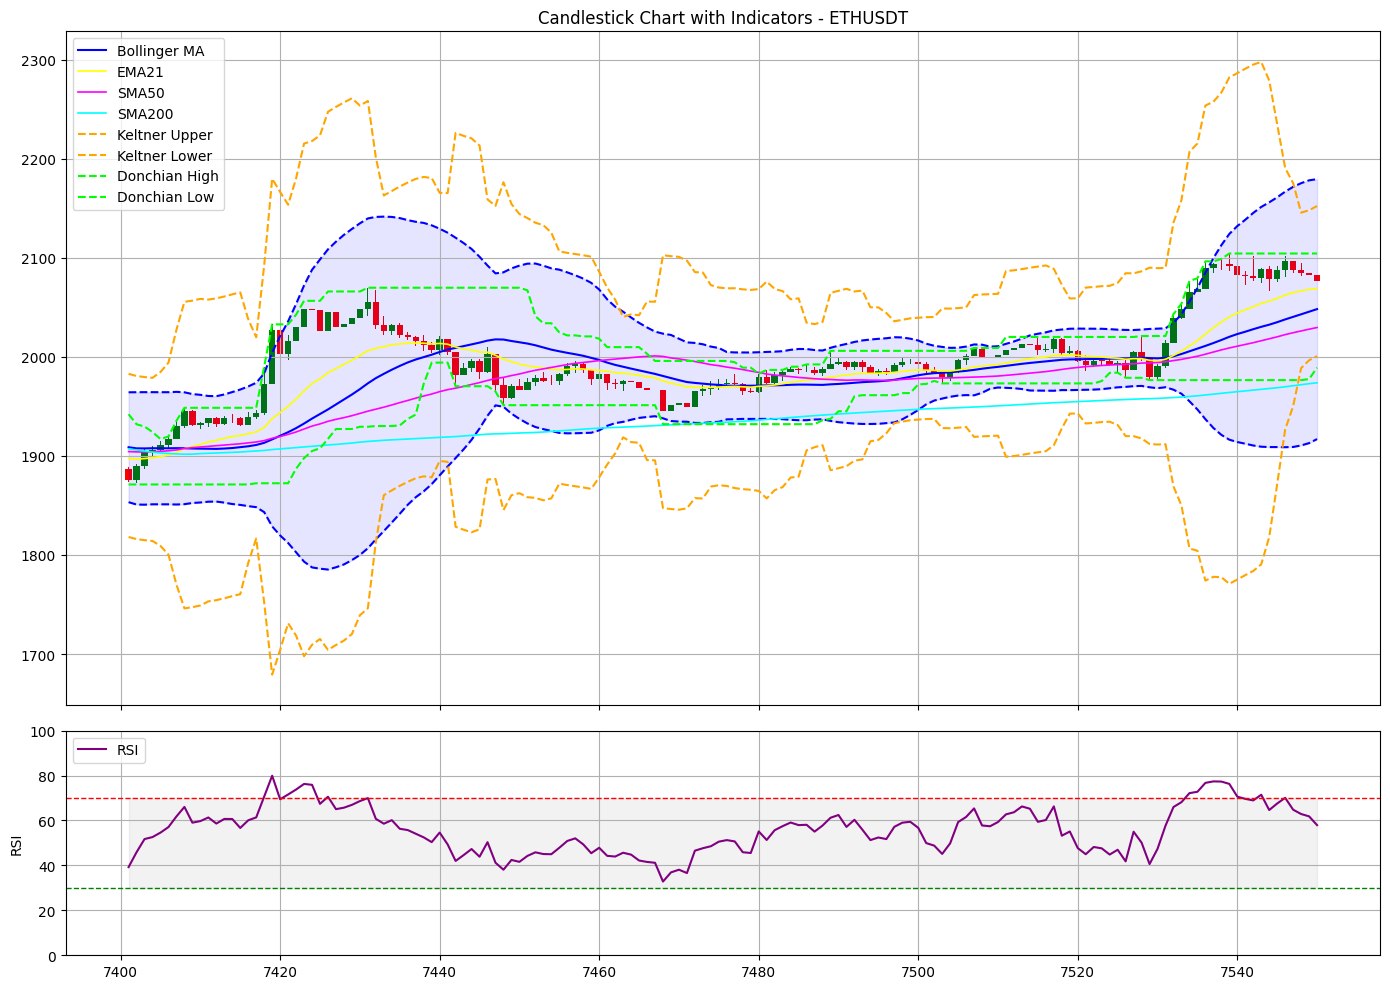 Candlestick Chart with Indicators - ETHUSDT
Bollinger MA
EMA21
SMA50
SMA200
Keltner Upper
Keltner Lower
Donchian High
Donchian Low
2300
2200
2100
2000
1900
1800
1700
RSI
100
80
60
40
20
0
RSI
7400
7420
7440
7460
7480
7500
7520
7540